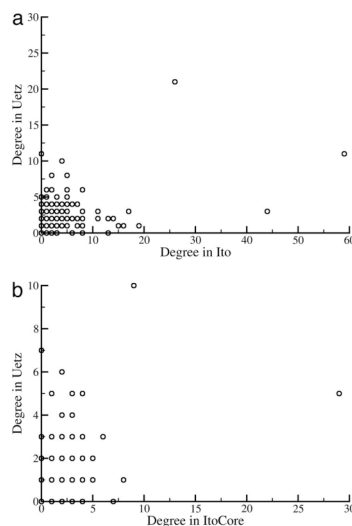 a
30
25
20
15
10
5
0
Degree in Uetz
0 10 20 30 40 50 60
Degree in Ito
b
10
8
6
4
2
0
Degree in Uetz
0 5 10 15 20 25 30
Degree in ItoCore